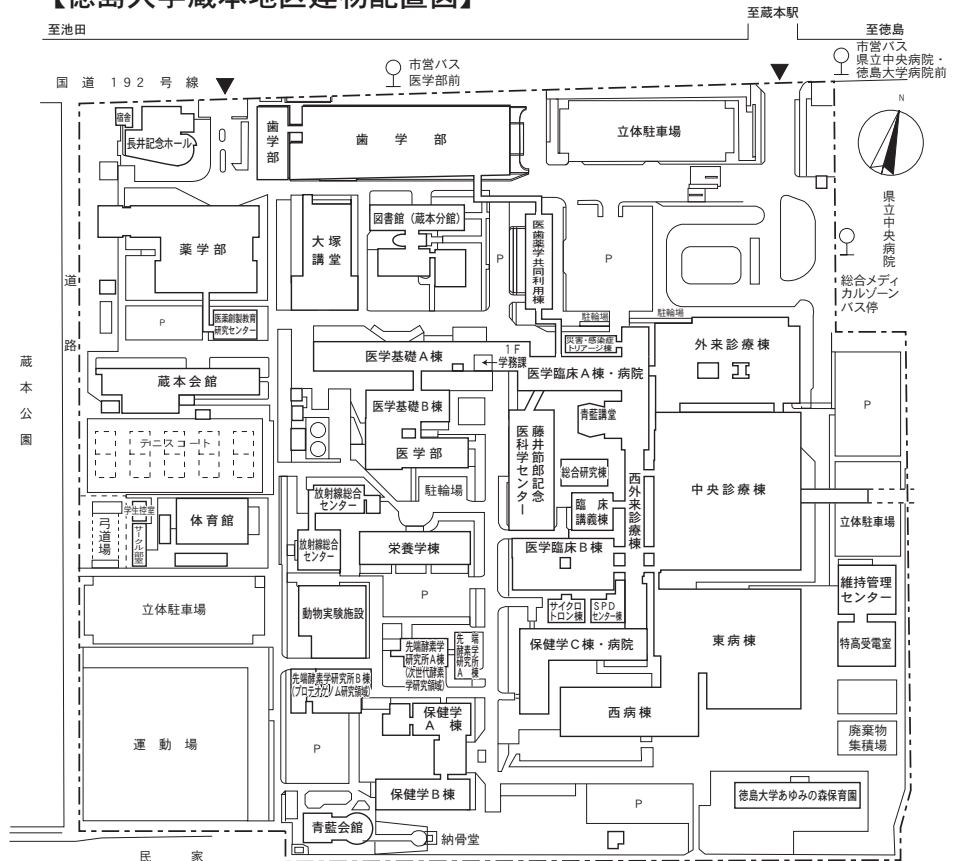 【徳島大学蔵本地区建物配置図】
至蔵本駅
至池田
至徳島
市営バス
医学部前
市営バス
県立中央病院・
徳島大学病院前
国道192号線
N
宿舎
長井記念ホール
歯学部
歯学部
立体駐車場
県立中央病院
総合メディ
カルゾーン
バス停
薬学部
大塚
講堂
図書館（蔵本分館）
医歯薬学共同利用棟
P
P
道路
P
医薬創製教育
研究センター
駐輪場
駐輪場
災害・感染症
トリアージ棟
外来診療棟
医学基礎A棟
1F
←学務課
医学臨床A棟・病院
蔵本公園
蔵本会館
医学基礎B棟
青藍講堂
P
テニスコート
医学部
藤井節郎記念
医科学センター
総合研究棟
西外来診療棟
中央診療棟
放射線総合
センター
駐輪場
臨床
講義棟
学生控室
サークル部室
弓道場
体育館
立体駐車場
放射線総合
センター
栄養学棟
医学臨床B棟
維持管理
センター
立体駐車場
動物実験施設
P
サイクロ
トロン棟
SPD
センター棟
東病棟
特高受電室
先端酵素学
研究所A棟
(次世代酵素
学研究領域)
先端
酵素学
研究所
A棟
保健学C棟・病院
先端酵素学研究所B棟
(プロテオゲノム研究領域)
運動場
P
保健学
A棟
西病棟
廃棄物
集積場
保健学B棟
P
徳島大学あゆみの森保育園
青藍会館
納骨堂
民家